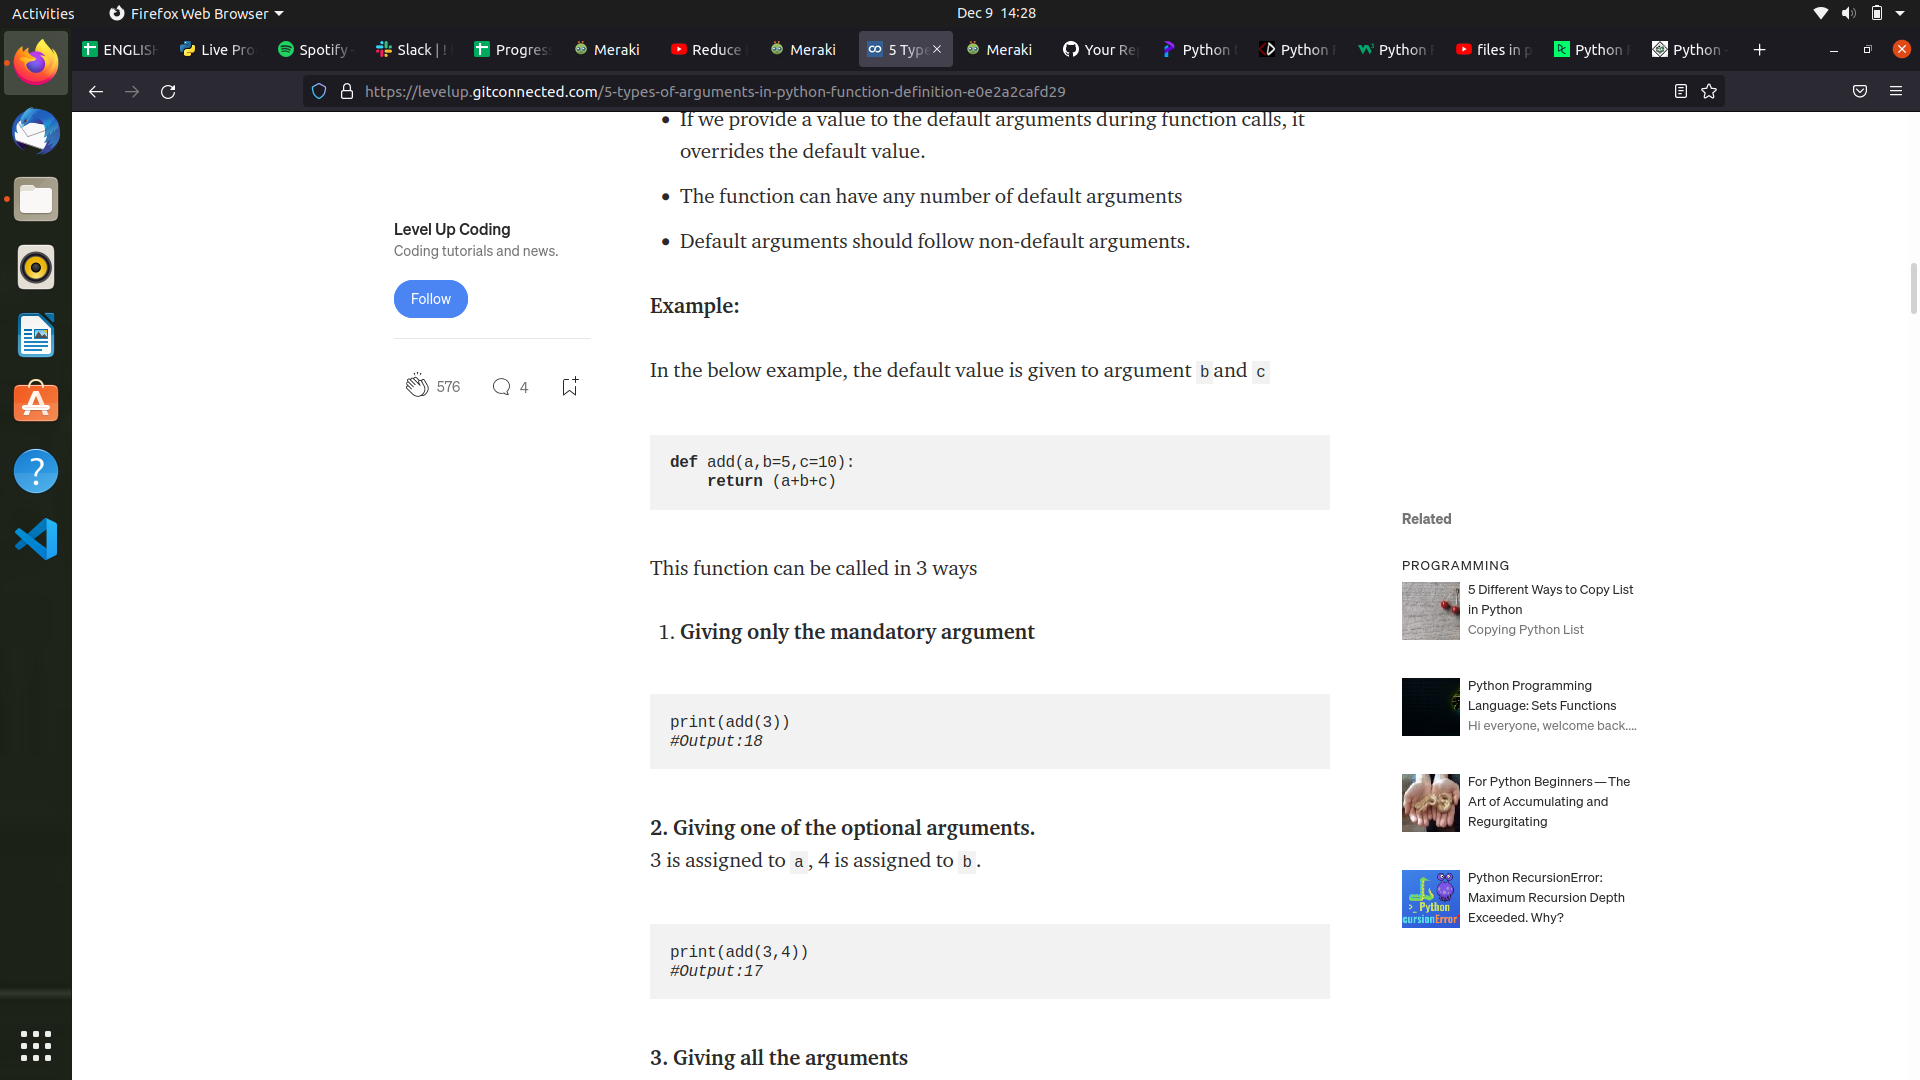 Activities
Firefox Web Browser
Dec 9 14:28
ENGLISH
Live Pro
Spotify
Slack | !
Progress
Meraki
Reduce
Meraki
5 Type
Meraki
Your Re
Python
Python
Python F
files in p
Python F
Python
https://levelup.gitconnected.com/5-types-of-arguments-in-python-function-definition-e0e2a2cafd29
If we provide a value to the default arguments during function calls, it
overrides the default value.
The function can have any number of default arguments
Default arguments should follow non-default arguments.
Level Up Coding
Coding tutorials and news.
Follow
576
4
Example:
In the below example, the default value is given to argument b and c
def add(a,b=5,c=10):
return (a+b+c)
This function can be called in 3 ways
1. Giving only the mandatory argument
print(add(3))
#Output:18
2. Giving one of the optional arguments.
3 is assigned to a, 4 is assigned to b.
print(add(3,4))
#Output:17
3. Giving all the arguments
Related
PROGRAMMING
5 Different Ways to Copy List
in Python
Copying Python List
Python Programming
Language: Sets Functions
Hi everyone, welcome back....
For Python Beginners — The
Art of Accumulating and
Regurgitating
Python RecursionError:
Maximum Recursion Depth
Exceeded. Why?
>_ Python
cursionError